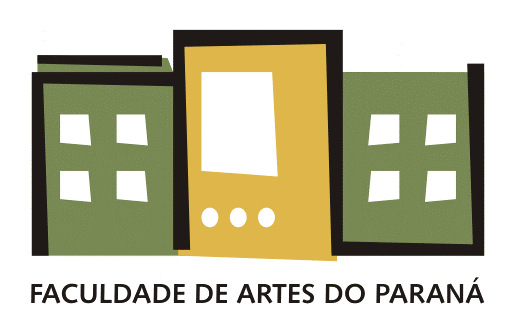 FACULDADE DE ARTES DO PARANÁ